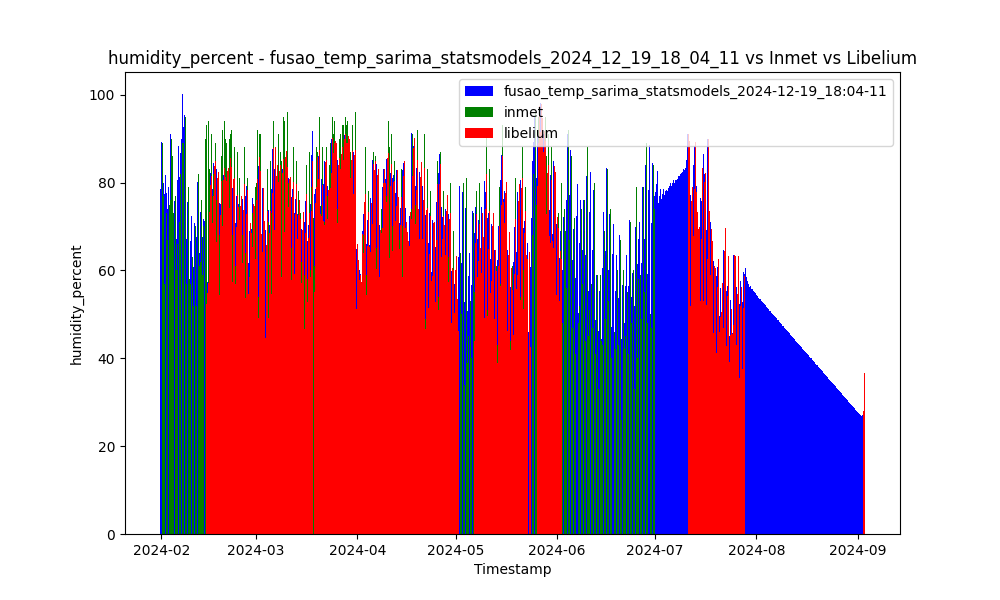 humidity_percent - fusao_temp_sarima_statsmodels_2024_12_19_18_04_11 vs Inmet vs Libelium
fusao_temp_sarima_statsmodels_2024-12-19_18:04-11
inmet
libelium
100
80
60
40
20
0
humidity_percent
2024-02 2024-03 2024-04 2024-05 2024-06 2024-07 2024-08 2024-09
Timestamp